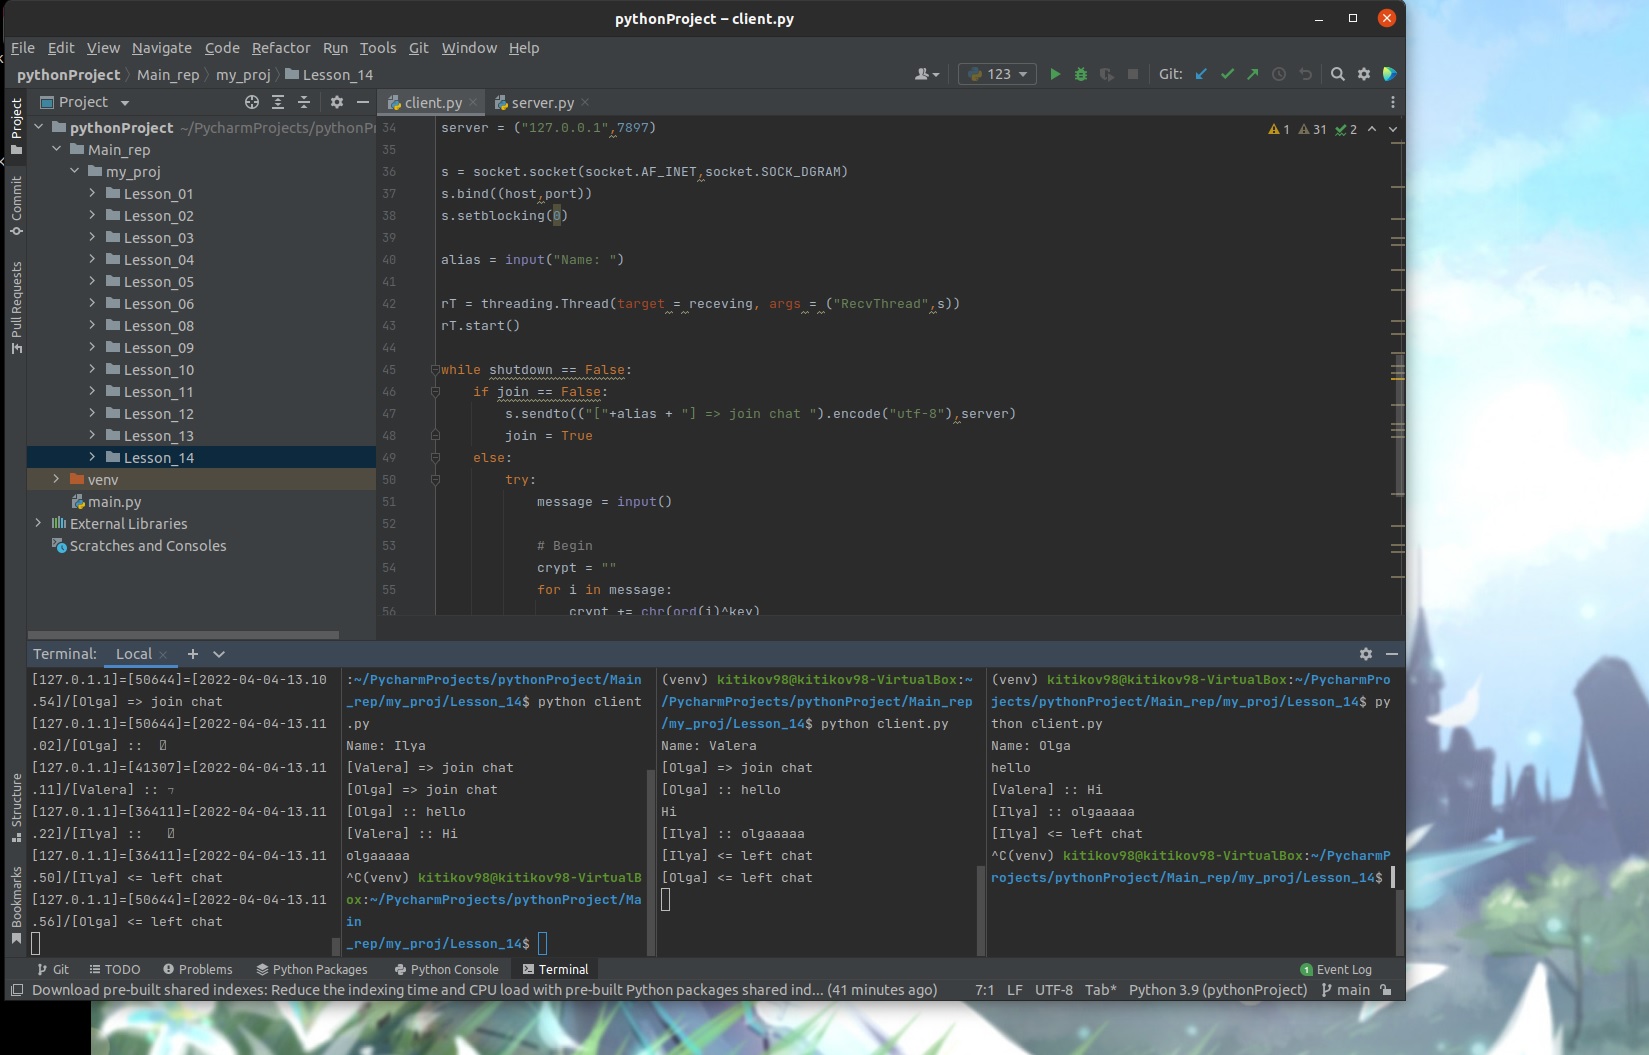 pythonProject – client.py
File Edit View Navigate Code Refactor Run Tools Git Window Help
pythonProject Main_rep my_proj Lesson_14
123
Git:
Project
client.py
server.py
1 31 2
Project
Commit
Pull Requests
Structure
Bookmarks
pythonProject ~/PycharmProjects/pythonP
Main_rep
my_proj
Lesson_01
Lesson_02
Lesson_03
Lesson_04
Lesson_05
Lesson_06
Lesson_08
Lesson_09
Lesson_10
Lesson_11
Lesson_12
Lesson_13
Lesson_14
venv
main.py
External Libraries
Scratches and Consoles
34 server = ("127.0.0.1",7897)
35
36 s = socket.socket(socket.AF_INET,socket.SOCK_DGRAM)
37 s.bind((host,port))
38 s.setblocking(0)
39
40 alias = input("Name: ")
41
42 rT = threading.Thread(target = receving, args = ("RecvThread",s))
43 rT.start()
44
45 while shutdown == False:
46 if join == False:
47 s.sendto(("["+alias + "] => join chat ").encode("utf-8"),server)
48 join = True
49 else:
50 try:
51 message = input()
52
53 # Begin
54 crypt = ""
55 for i in message:
56 crypt += chr(ord(i)^key)
Terminal: Local
[127.0.1.1]=[50644]=[2022-04-04-13.10
.54]/[Olga] => join chat
[127.0.1.1]=[50644]=[2022-04-04-13.11
.02]/[Olga] ::
[127.0.1.1]=[41307]=[2022-04-04-13.11
.11]/[Valera] ::
[127.0.1.1]=[36411]=[2022-04-04-13.11
.22]/[Ilya] ::
[127.0.1.1]=[36411]=[2022-04-04-13.11
.50]/[Ilya] <= left chat
[127.0.1.1]=[50644]=[2022-04-04-13.11
.56]/[Olga] <= left chat
:~/PycharmProjects/pythonProject/Main
_rep/my_proj/Lesson_14$ python client
.py
Name: Ilya
[Valera] => join chat
[Olga] => join chat
[Olga] :: hello
[Valera] :: Hi
olgaaaaa
^C(venv) kitikov98@kitikov98-VirtualB
ox:~/PycharmProjects/pythonProject/Ma
in
_rep/my_proj/Lesson_14$
(venv) kitikov98@kitikov98-VirtualBox:~
/PycharmProjects/pythonProject/Main_rep
/my_proj/Lesson_14$ python client.py
Name: Valera
[Olga] => join chat
[Olga] :: hello
Hi
[Ilya] :: olgaaaaa
[Ilya] <= left chat
[Olga] <= left chat
(venv) kitikov98@kitikov98-VirtualBox:~/PycharmPro
jects/pythonProject/Main_rep/my_proj/Lesson_14$ py
thon client.py
Name: Olga
hello
[Valera] :: Hi
[Ilya] :: olgaaaaa
[Ilya] <= left chat
^C(venv) kitikov98@kitikov98-VirtualBox:~/PycharmP
rojects/pythonProject/Main_rep/my_proj/Lesson_14$
Git TODO Problems Python Packages Python Console Terminal 1 Event Log
Download pre-built shared indexes: Reduce the indexing time and CPU load with pre-built Python packages shared ind... (41 minutes ago) 7:1 LF UTF-8 Tab* Python 3.9 (pythonProject) main